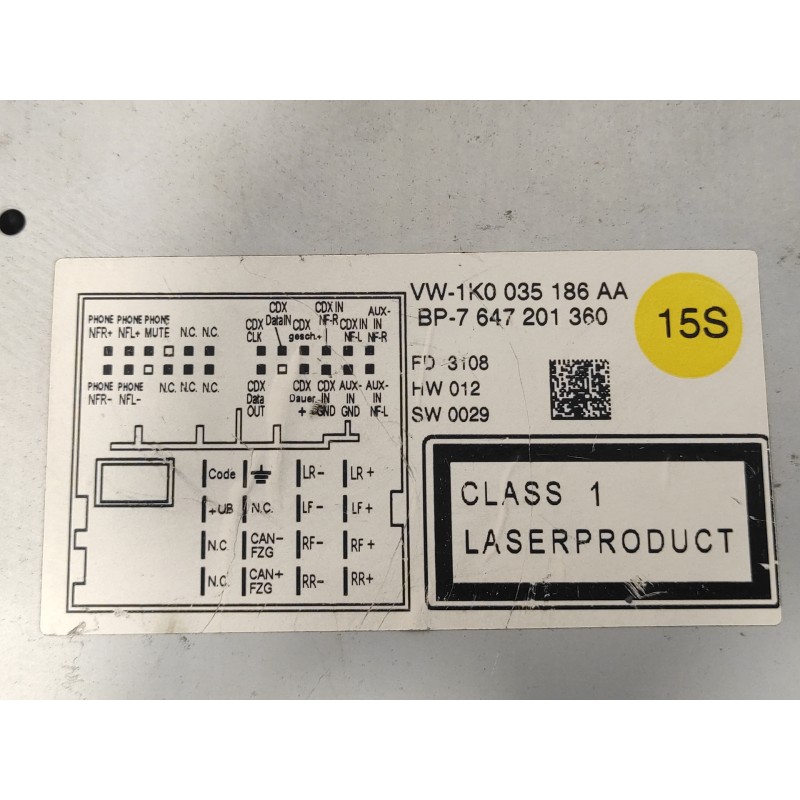 VW-1K0 035 186 AA
BP-7 647 201 360
15S
FD 3108
HW 012
SW 0029
CLASS 1
LASERPRODUCT
PHONE PHONE PHONE
NFR+ NFL+ MUTE N.C. N.C.
PHONE PHONE
NFR- NFL- N.C. N.C. N.C.
CDX
CLK
CDX
DataIN
CDX
gesch.+
CDX IN
NF-R
CDX IN
NF-L
AUX-
IN
NF-R
CDX
Data
OUT
CDX
Dauer
+
CDX
IN
GND
AUX-
IN
GND
AUX-
IN
NF-L
Code LR- LR+
+UB N.C. LF- LF+
N.C. CAN-
FZG RF- RF+
N.C. CAN+
FZG RR- RR+